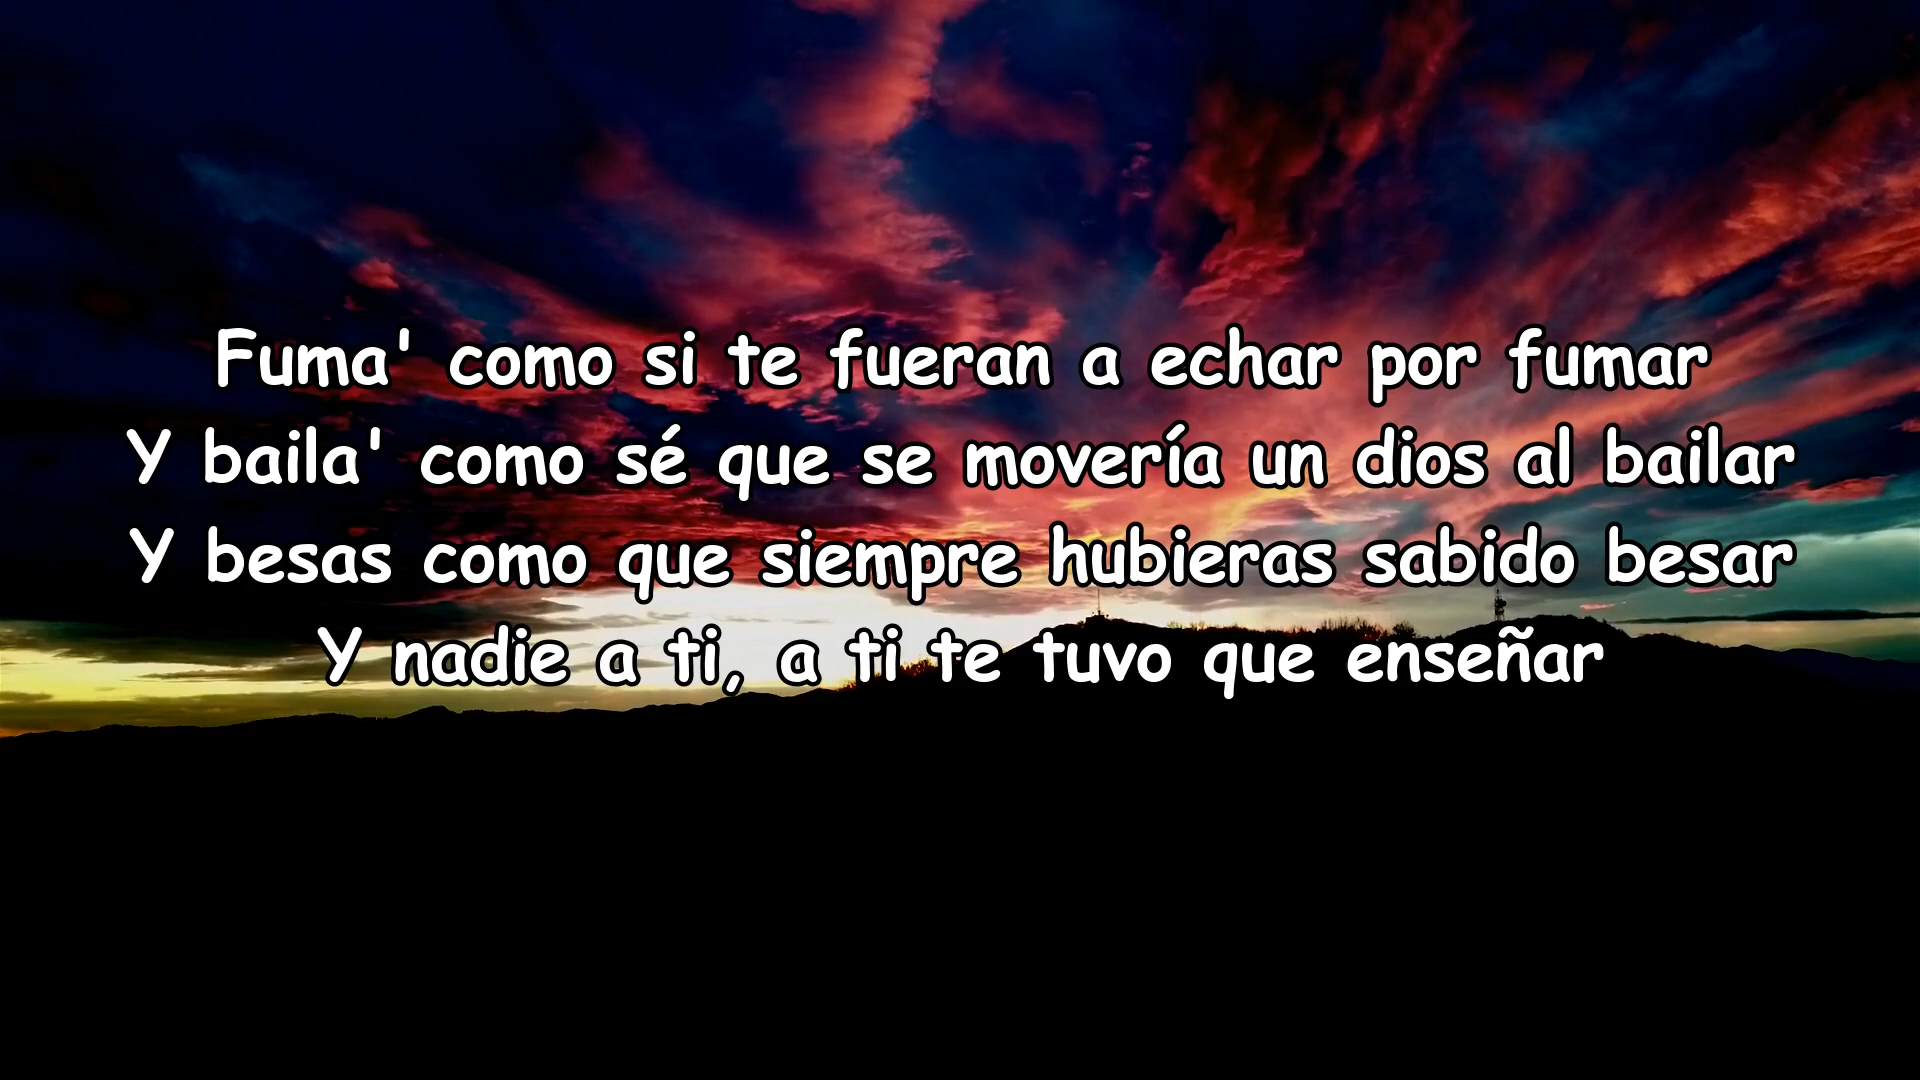 Fuma' como si te fueran a echar por fumar
Y baila' como sé que se movería un dios al bailar
Y besas como que siempre hubieras sabido besar
Y nadie a ti, a ti te tuvo que enseñar